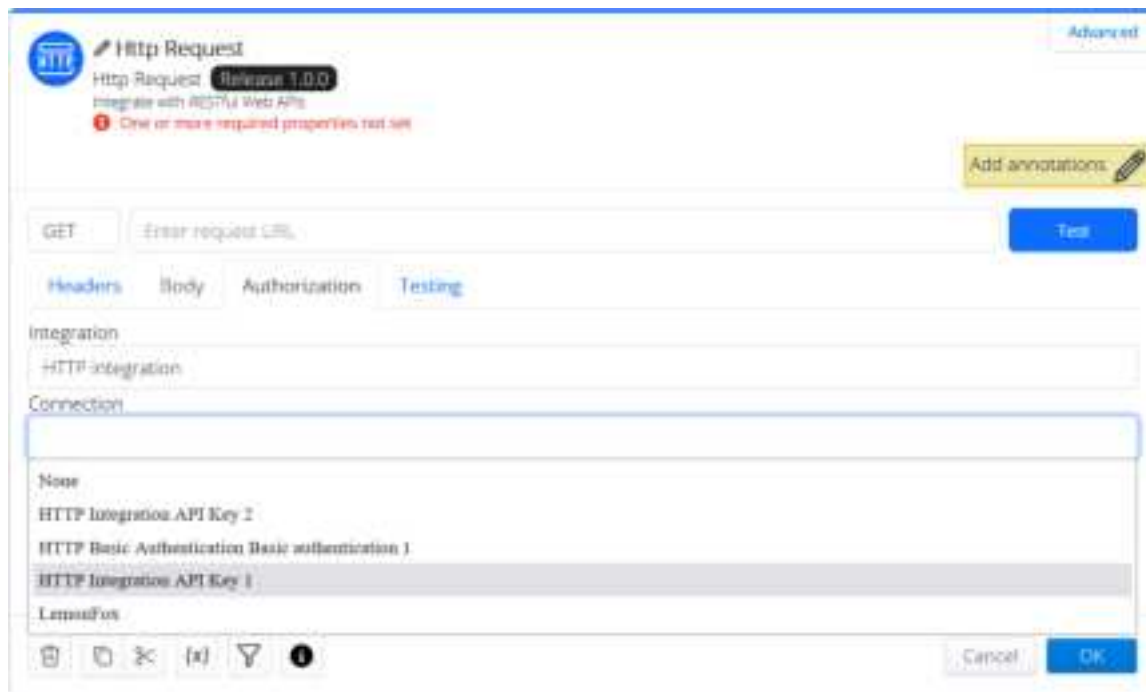 Advanced
HTTP
Http Request
Http Request Release 1.0.0
Integrate with RESTful Web APIs
One or more required properties not set
Add annotations
GET Enter request URL Test
Headers Body Authorization Testing
Integration
HTTP integration
Connection
None
HTTP Integration API Key 2
HTTP Basic Authentication Basic authentication 1
HTTP Integration API Key 1
LemonFox
{x}
Cancel OK